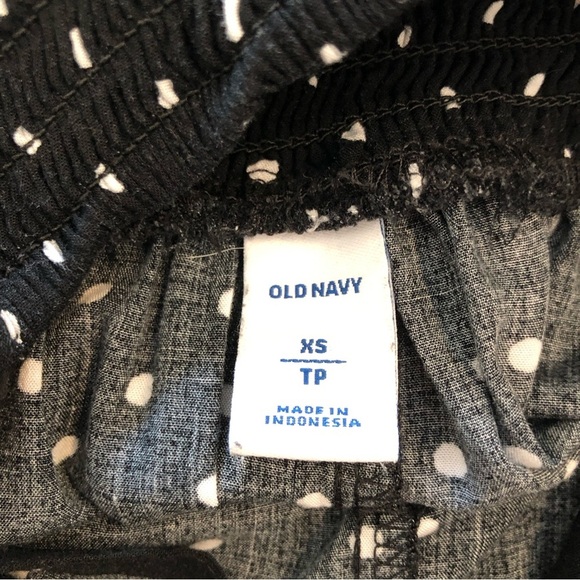 OLD NAVY
XS
TP
MADE IN
INDONESIA